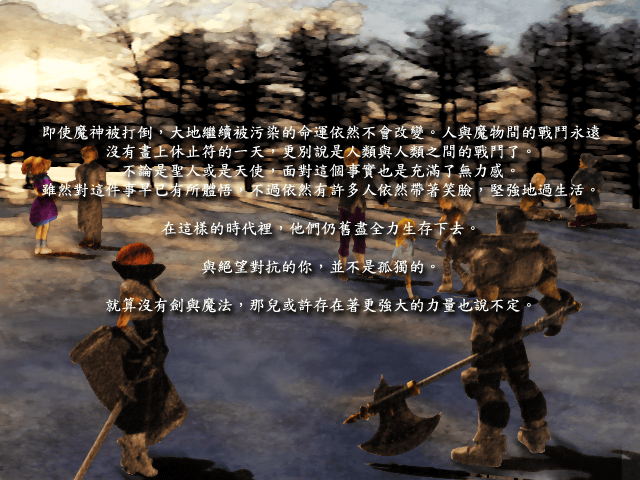 即使魔神被打倒，大地繼續被污染的命運依然不會改變。人與魔物間的戰鬥永遠
沒有畫上休止符的一天，更別說是人類與人類之間的戰鬥了。
不論是聖人或是天使，面對這個事實也是充滿了無力感。
雖然對這件事早已有所體悟，不過依然有許多人依然帶著笑臉，堅強地過生活。
在這樣的時代裡，他們仍舊盡全力生存下去。
與絕望對抗的你，並不是孤獨的。
就算沒有劍與魔法，那兒或許存在著更強大的力量也說不定。